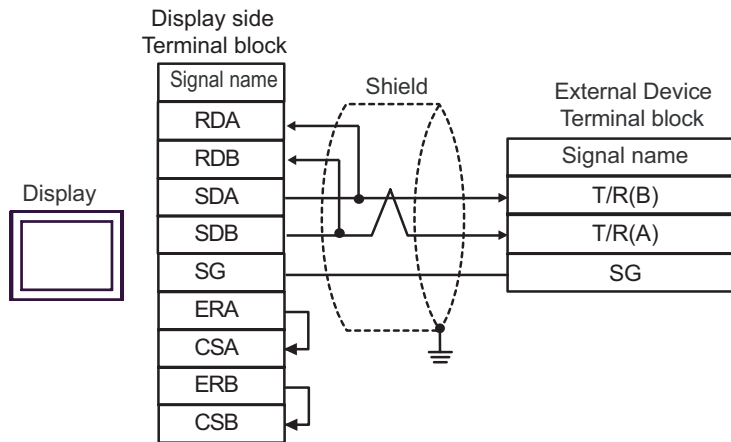 Display side
Terminal block
Signal name
RDA
RDB
SDA
SDB
SG
ERA
CSA
ERB
CSB
Display
Shield
External Device
Terminal block
Signal name
T/R(B)
T/R(A)
SG